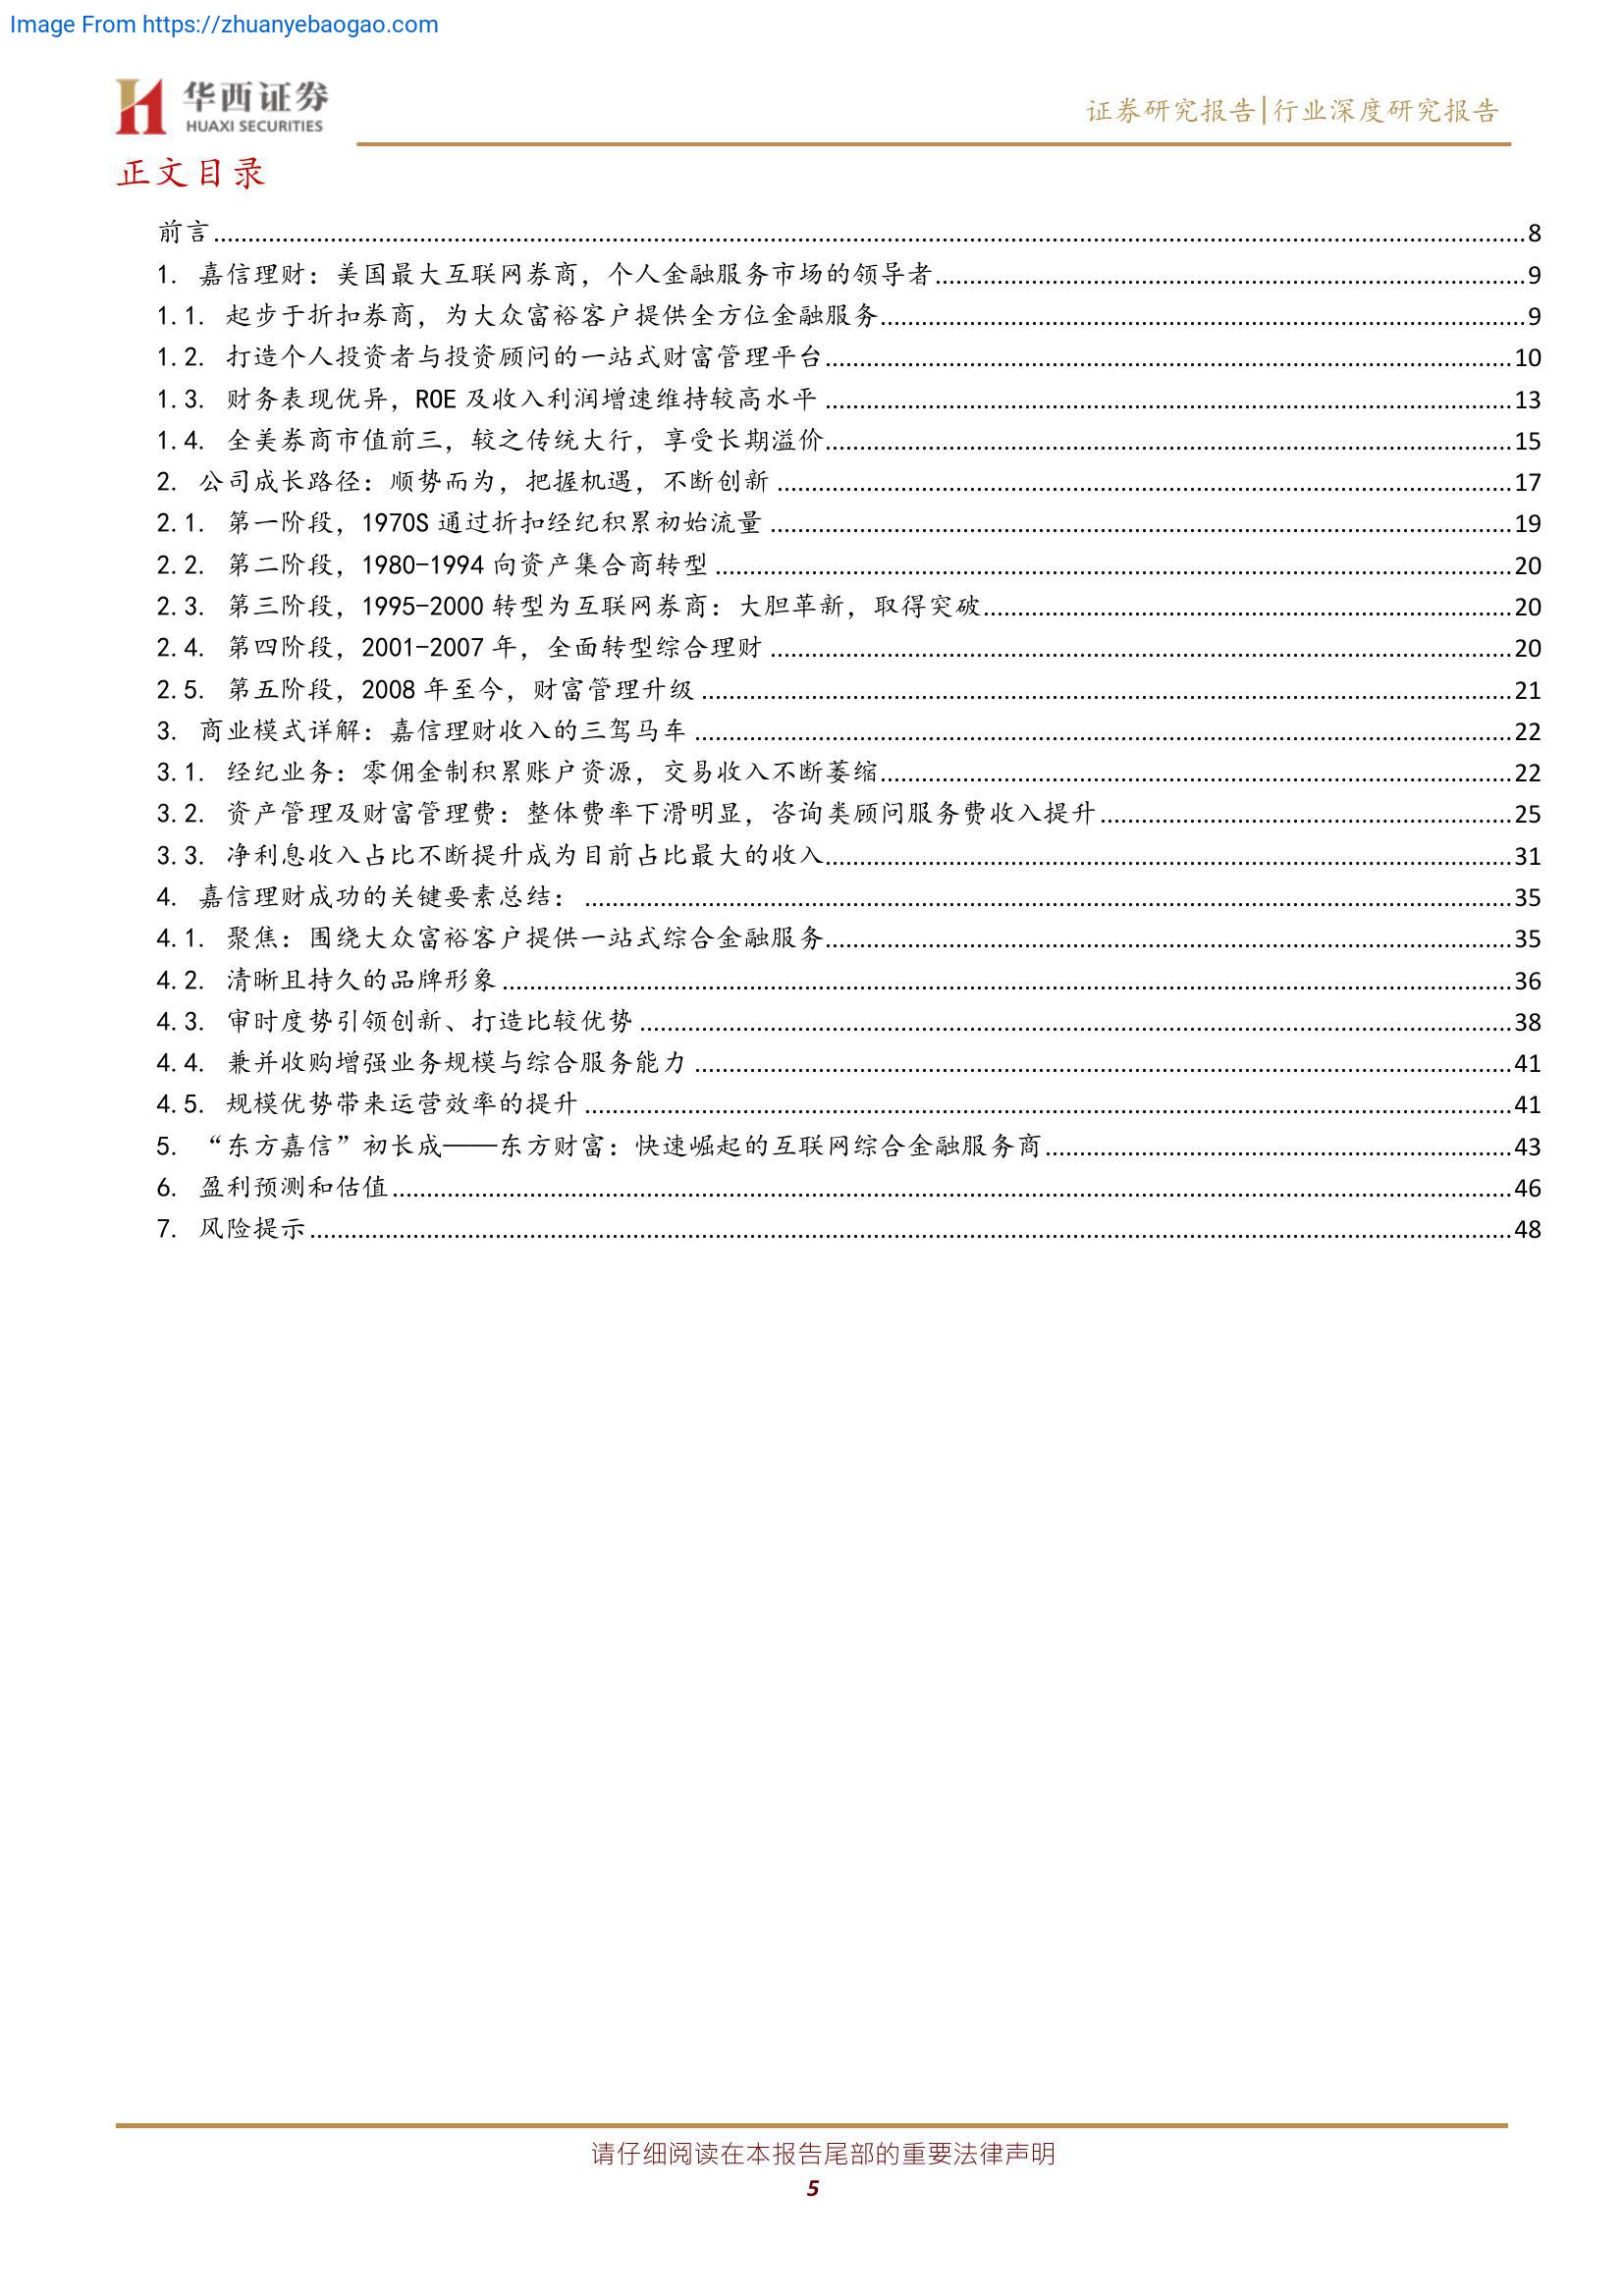 Image From https://zhuanyebaogao.com
华西证券
HUAXI SECURITIES
证券研究报告|行业深度研究报告
正文目录
前言........................................8
1. 嘉信理财：美国最大互联网券商，个人金融服务市场的领导者........................................9
1.1. 起步于折扣券商，为大众富裕客户提供全方位金融服务........................................9
1.2. 打造个人投资者与投资顾问的一站式财富管理平台........................................10
1.3. 财务表现优异，ROE 及收入利润增速维持较高水平........................................13
1.4. 全美券商市值前三，较之传统大行，享受长期溢价........................................15
2. 公司成长路径：顺势而为，把握机遇，不断创新........................................17
2.1. 第一阶段，1970S 通过折扣经纪积累初始流量........................................19
2.2. 第二阶段，1980-1994 向资产集合商转型........................................20
2.3. 第三阶段，1995-2000 转型为互联网券商：大胆革新，取得突破........................................20
2.4. 第四阶段，2001-2007 年，全面转型综合理财........................................20
2.5. 第五阶段，2008 年至今，财富管理升级........................................21
3. 商业模式详解：嘉信理财收入的三驾马车........................................22
3.1. 经纪业务：零佣金制积累账户资源，交易收入不断萎缩........................................22
3.2. 资产管理及财富管理费：整体费率下滑明显，咨询类顾问服务费收入提升........................................25
3.3. 净利息收入占比不断提升成为目前占比最大的收入........................................31
4. 嘉信理财成功的关键要素总结：........................................35
4.1. 聚焦：围绕大众富裕客户提供一站式综合金融服务........................................35
4.2. 清晰且持久的品牌形象........................................36
4.3. 审时度势引领创新、打造比较优势........................................38
4.4. 兼并收购增强业务规模与综合服务能力........................................41
4.5. 规模优势带来运营效率的提升........................................41
5. “东方嘉信”初长成——东方财富：快速崛起的互联网综合金融服务商........................................43
6. 盈利预测和估值........................................46
7. 风险提示........................................48
请仔细阅读在本报告尾部的重要法律声明
5